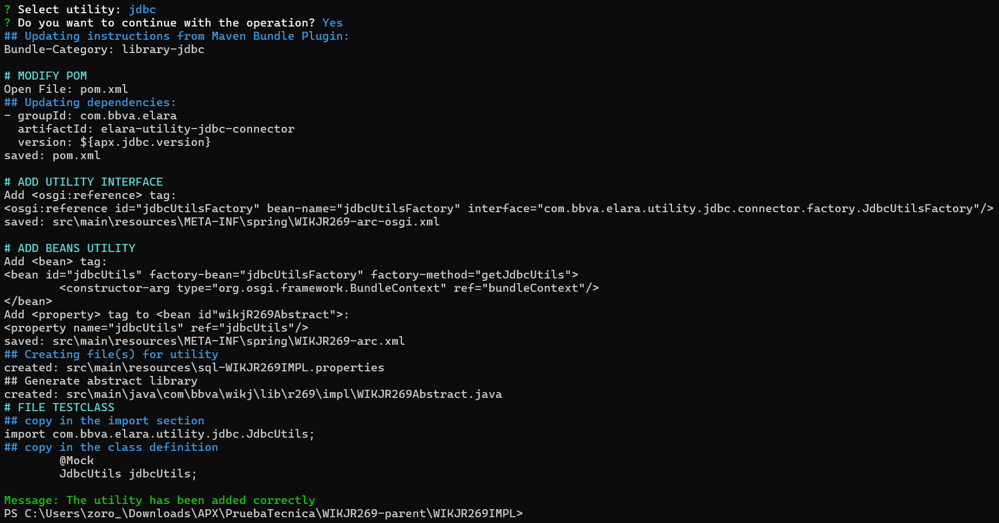 ? Select utility: jdbc
? Do you want to continue with the operation? Yes
## Updating instructions from Maven Bundle Plugin:
Bundle-Category: library-jdbc

# MODIFY POM
Open File: pom.xml
## Updating dependencies:
- groupId: com.bbva.elara
  artifactId: elara-utility-jdbc-connector
  version: ${apx.jdbc.version}
saved: pom.xml

# ADD UTILITY INTERFACE
Add <osgi:reference> tag:
<osgi:reference id="jdbcUtilsFactory" bean-name="jdbcUtilsFactory" interface="com.bbva.elara.utility.jdbc.connector.factory.JdbcUtilsFactory"/>
saved: src\main\resources\META-INF\spring\WIKJR269-arc-osgi.xml

# ADD BEANS UTILITY
Add <bean> tag:
<bean id="jdbcUtils" factory-bean="jdbcUtilsFactory" factory-method="getJdbcUtils">
        <constructor-arg type="org.osgi.framework.BundleContext" ref="bundleContext"/>
</bean>
Add <property> tag to <bean id"wikjR269Abstract">:
<property name="jdbcUtils" ref="jdbcUtils"/>
saved: src\main\resources\META-INF\spring\WIKJR269-arc.xml
## Creating file(s) for utility
created: src\main\resources\sql-WIKJR269IMPL.properties
## Generate abstract library
created: src\main\java\com\bbva\wikj\lib\r269\impl\WIKJR269Abstract.java
# FILE TESTCLASS
## copy in the import section
import com.bbva.elara.utility.jdbc.JdbcUtils;
## copy in the class definition
        @Mock
        JdbcUtils jdbcUtils;

Message: The utility has been added correctly
PS C:\Users\zoro_\Downloads\APX\PruebaTecnica\WIKJR269-parent\WIKJR269IMPL>